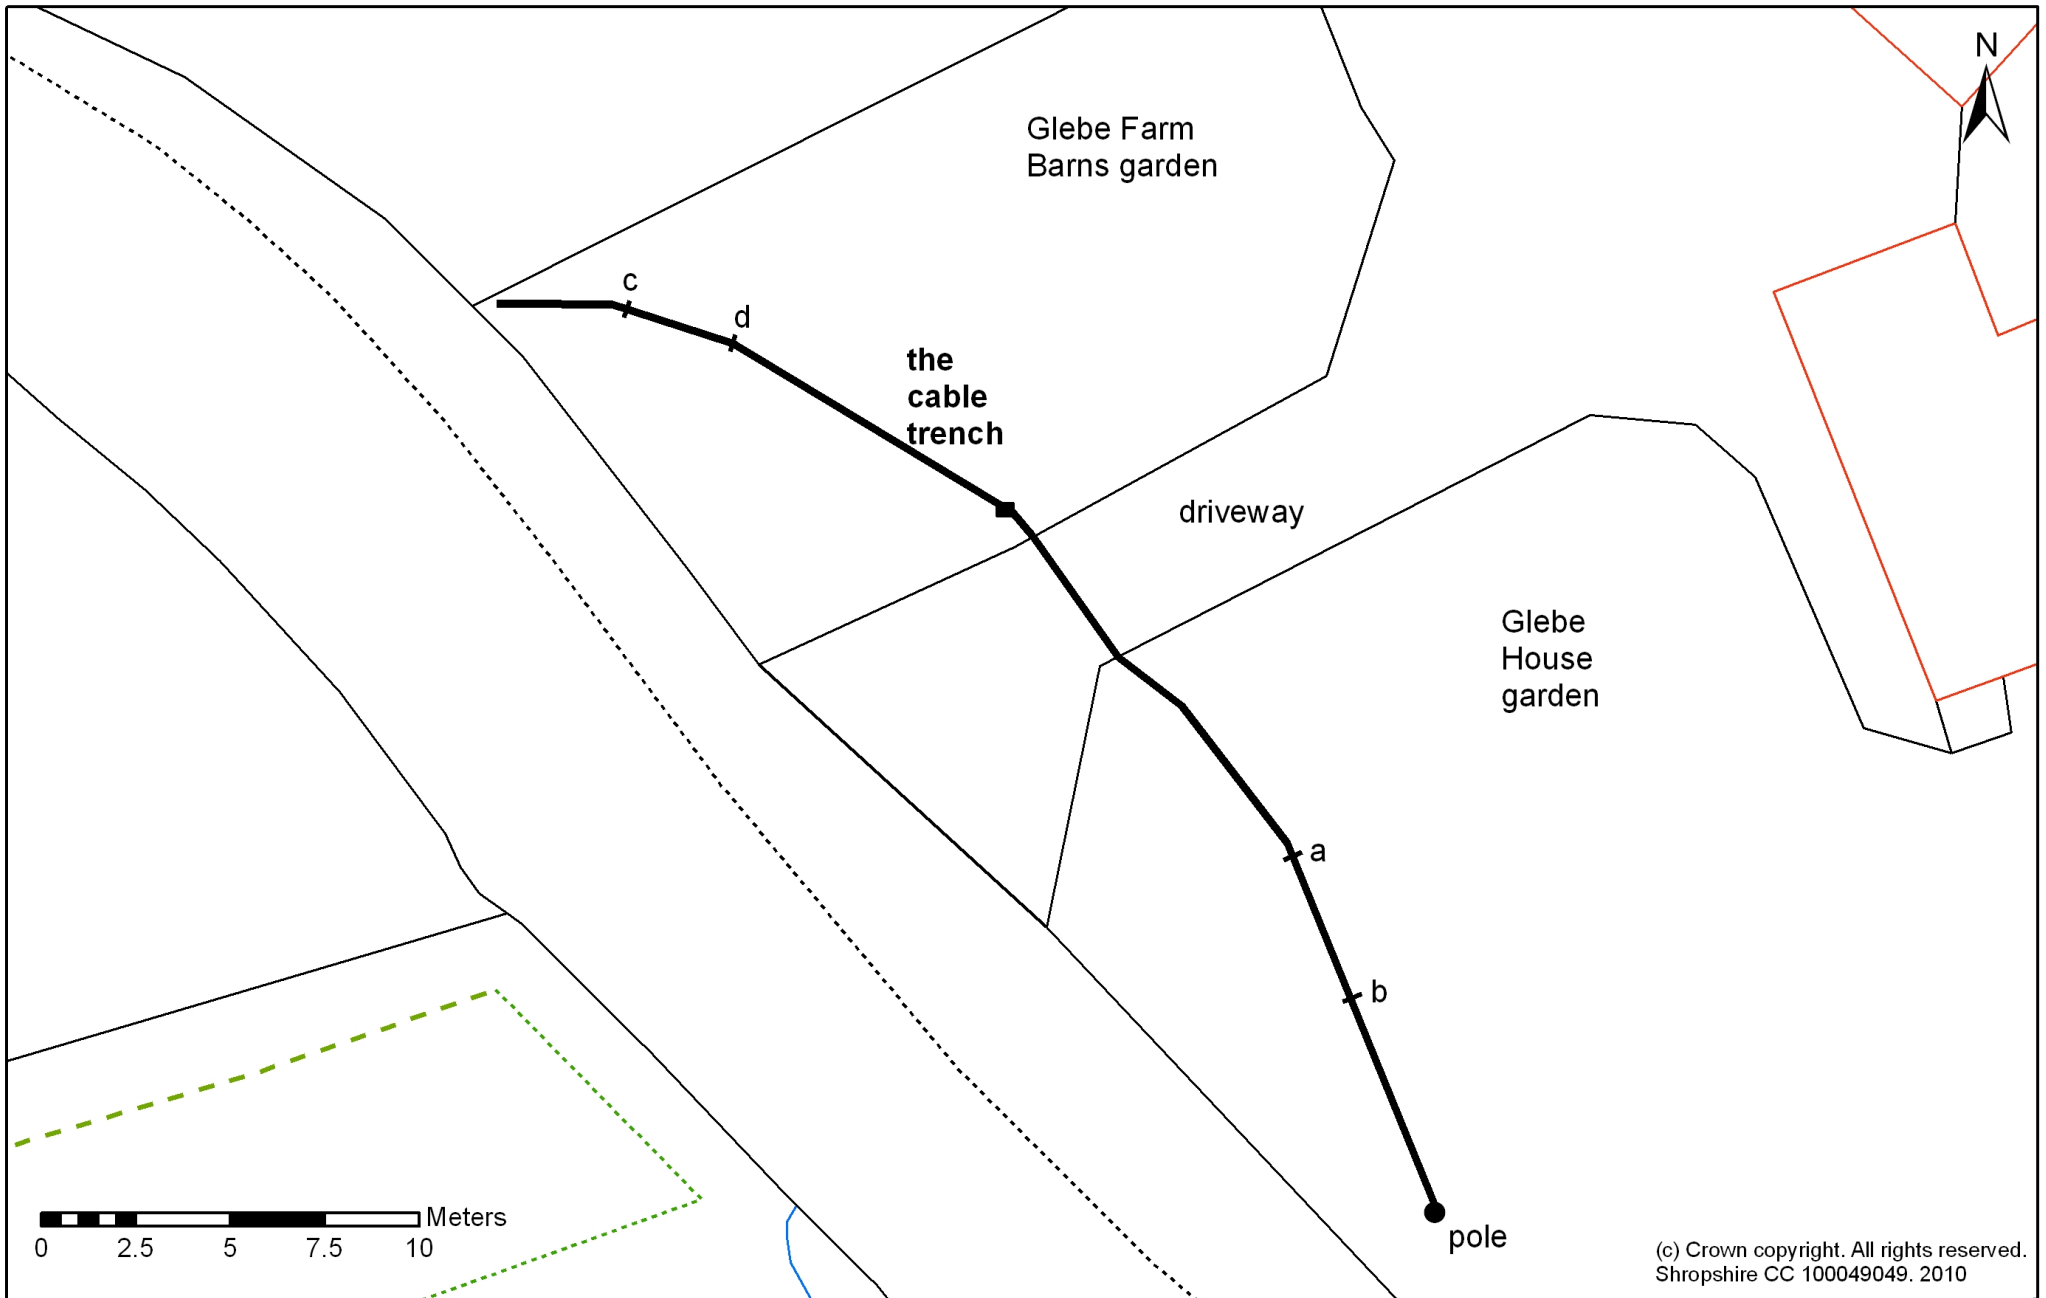 N
Glebe Farm
Barns garden
c
d
the
cable
trench
driveway
Glebe
House
garden
a
b
Meters
0 2.5 5 7.5 10
pole
(c) Crown copyright. All rights reserved.
Shropshire CC 100049049. 2010